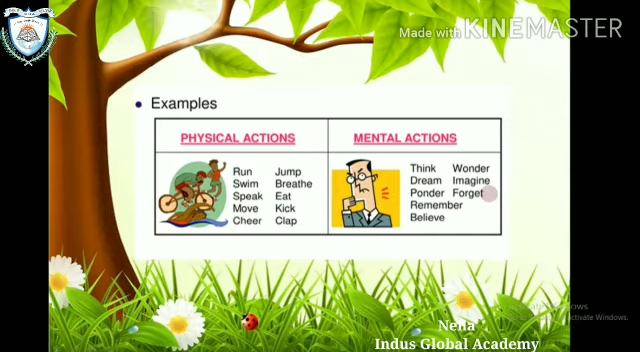 Made with KINEMASTER
• Examples
PHYSICAL ACTIONS
MENTAL ACTIONS
Run Jump
Swim Breathe
Speak Eat
Move Kick
Cheer Clap
Think Wonder
Dream Imagine
Ponder Forget
Remember
Believe
Neha
Indus Global Academy